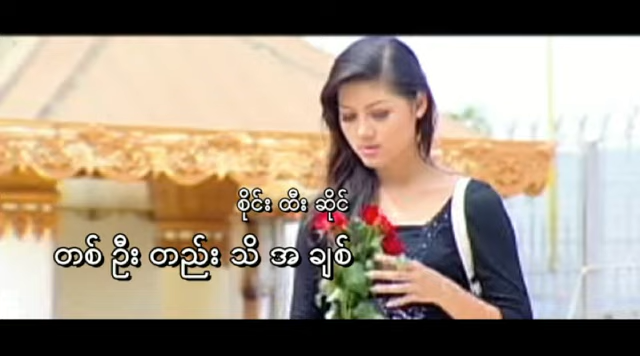 စိုင်း ထီး ဆိုင်
တစ် ဦး တည်း သိ အ ချစ်